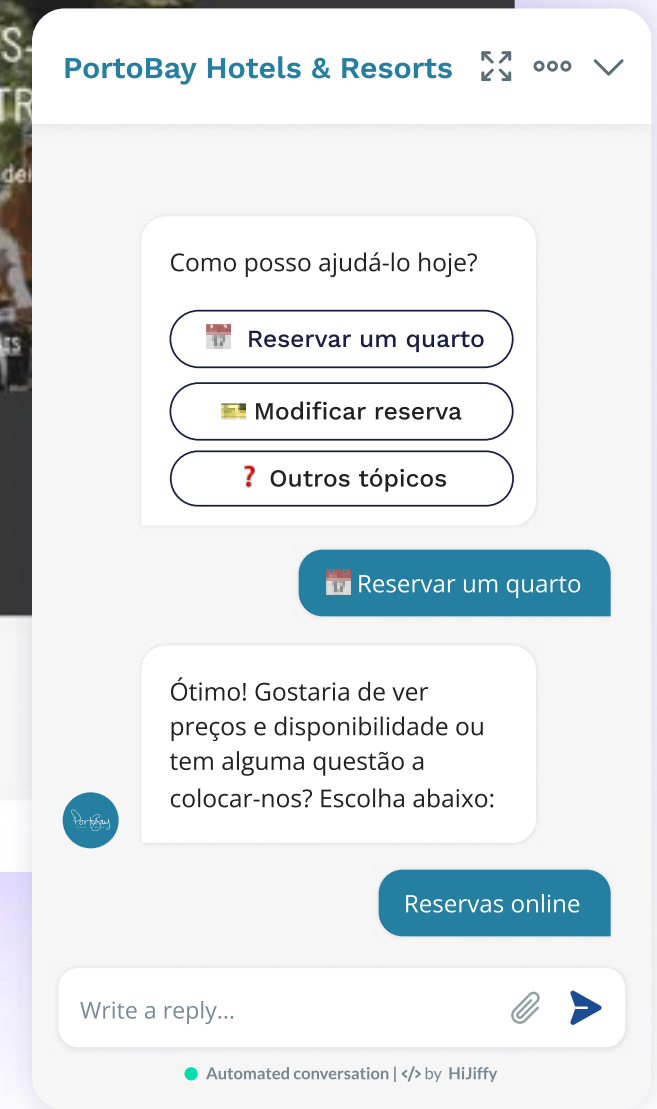 PortoBay Hotels & Resorts
Como posso ajudá-lo hoje?
Reservar um quarto
Modificar reserva
Outros tópicos
Reservar um quarto
Ótimo! Gostaria de ver
preços e disponibilidade ou
tem alguma questão a
colocar-nos? Escolha abaixo:
PortoBay
Reservas online
Write a reply...
Automated conversation | </> by HiJiffy